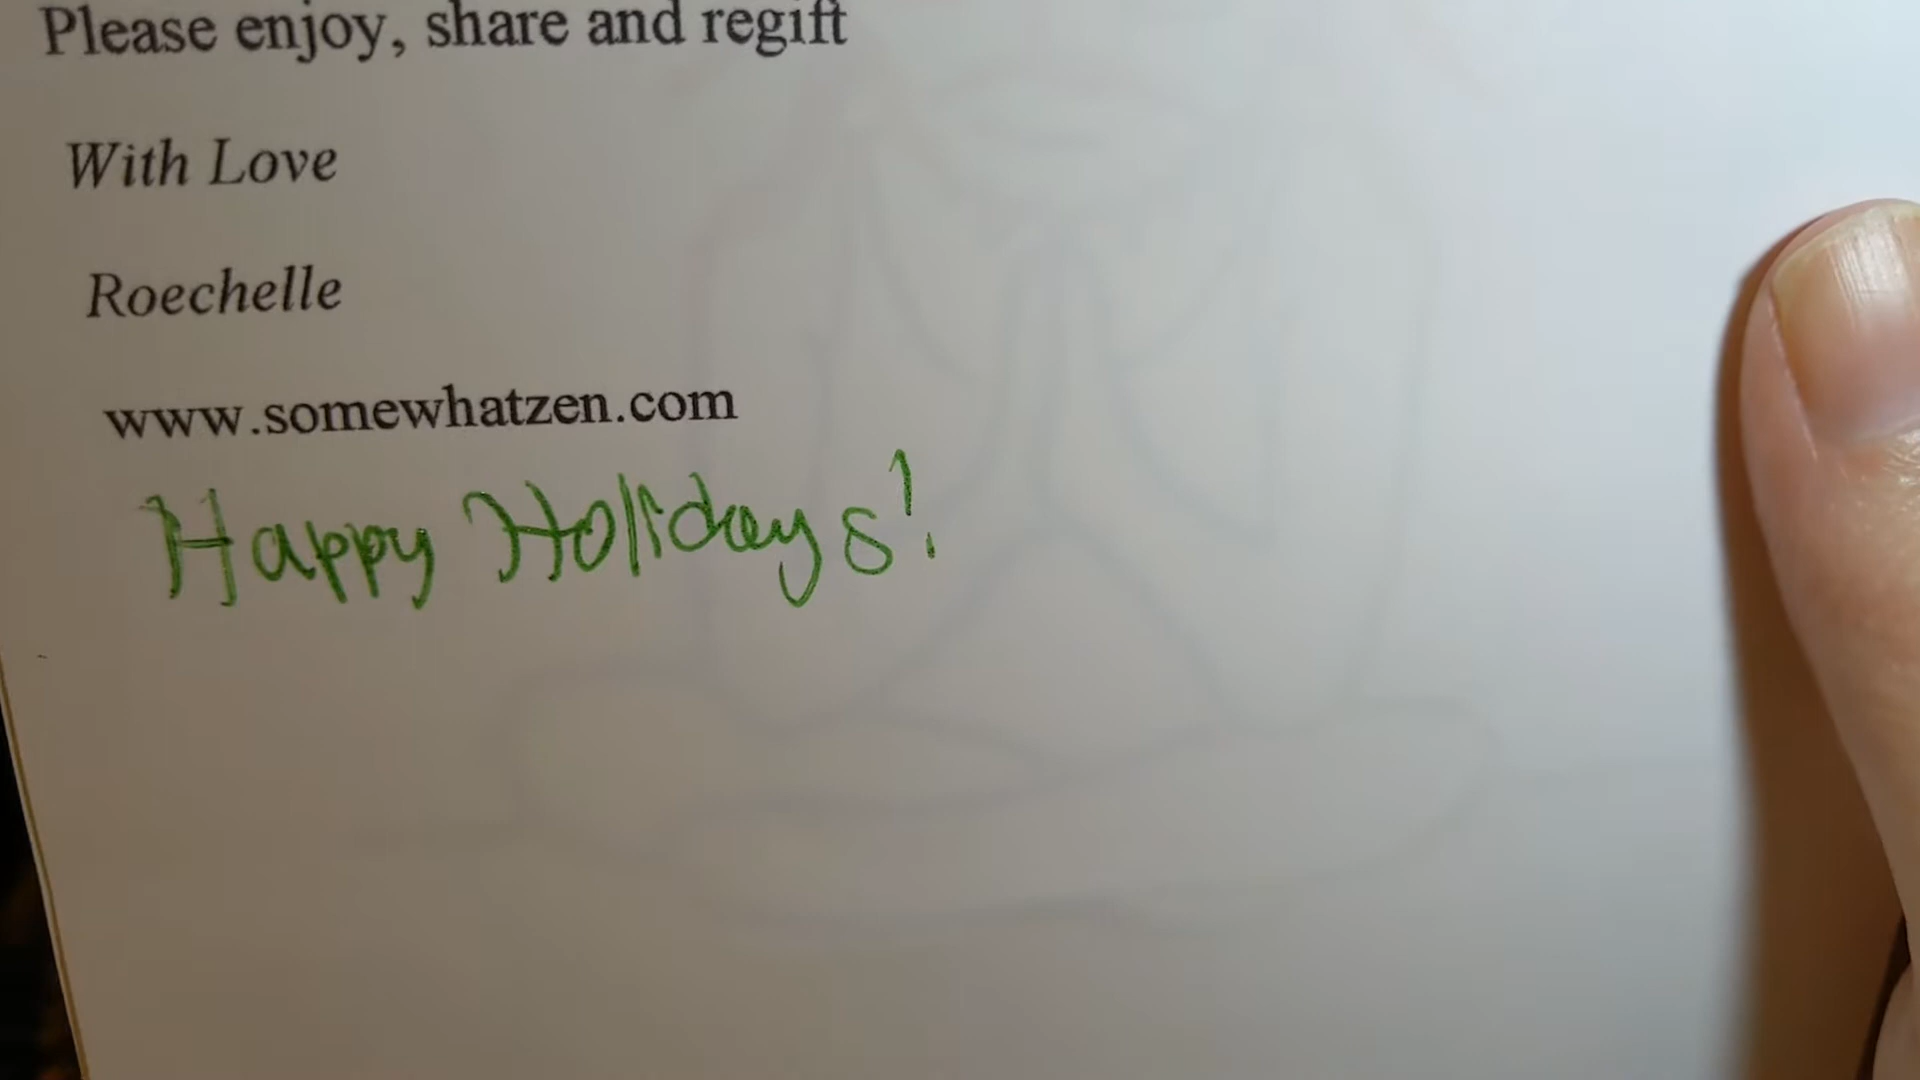 Please enjoy, share and regift
With Love
Roechelle
www.somewhatzen.com
Happy Holidays!